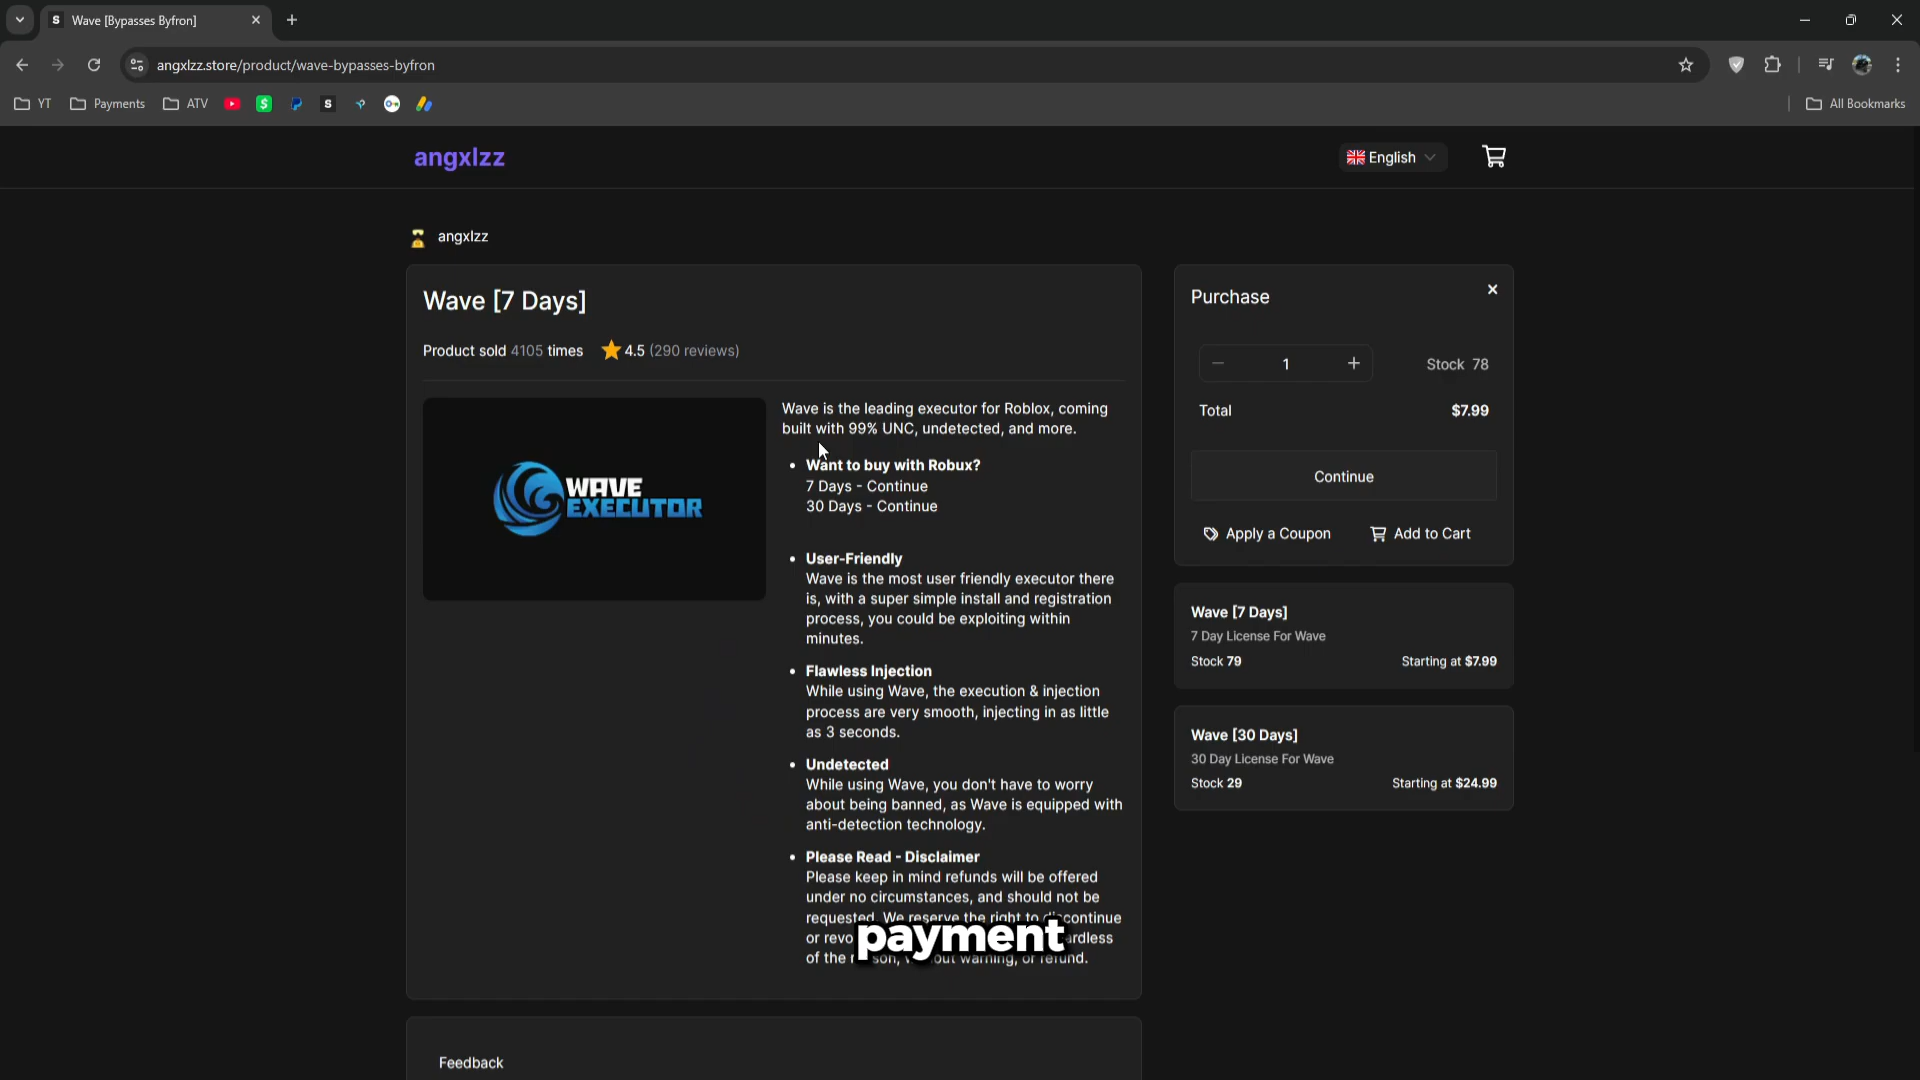 S Wave [Bypasses Byfron]
angxlzz.store/product/wave-bypasses-byfron
YT
Payments
ATV
$
S
All Bookmarks
angxlzz
English
angxlzz
Wave [7 Days]
Product sold 4105 times 4.5 (290 reviews)
WAVE
EXECUTOR
Wave is the leading executor for Roblox, coming
built with 99% UNC, undetected, and more.
• Want to buy with Robux?
7 Days - Continue
30 Days - Continue
• User-Friendly
Wave is the most user friendly executor there
is, with a super simple install and registration
process, you could be exploiting within
minutes.
• Flawless Injection
While using Wave, the execution & injection
process are very smooth, injecting in as little
as 3 seconds.
• Undetected
While using Wave, you don't have to worry
about being banned, as Wave is equipped with
anti-detection technology.
• Please Read - Disclaimer
Please keep in mind refunds will be offered
under no circumstances, and should not be
requested. We reserve the right to discontinue
or
of the warning, or refund.
payment
Feedback
Purchase
1
Stock 78
Total $7.99
Continue
Apply a Coupon
Add to Cart
Wave [7 Days]
7 Day License For Wave
Stock 79 Starting at $7.99
Wave [30 Days]
30 Day License For Wave
Stock 29 Starting at $24.99